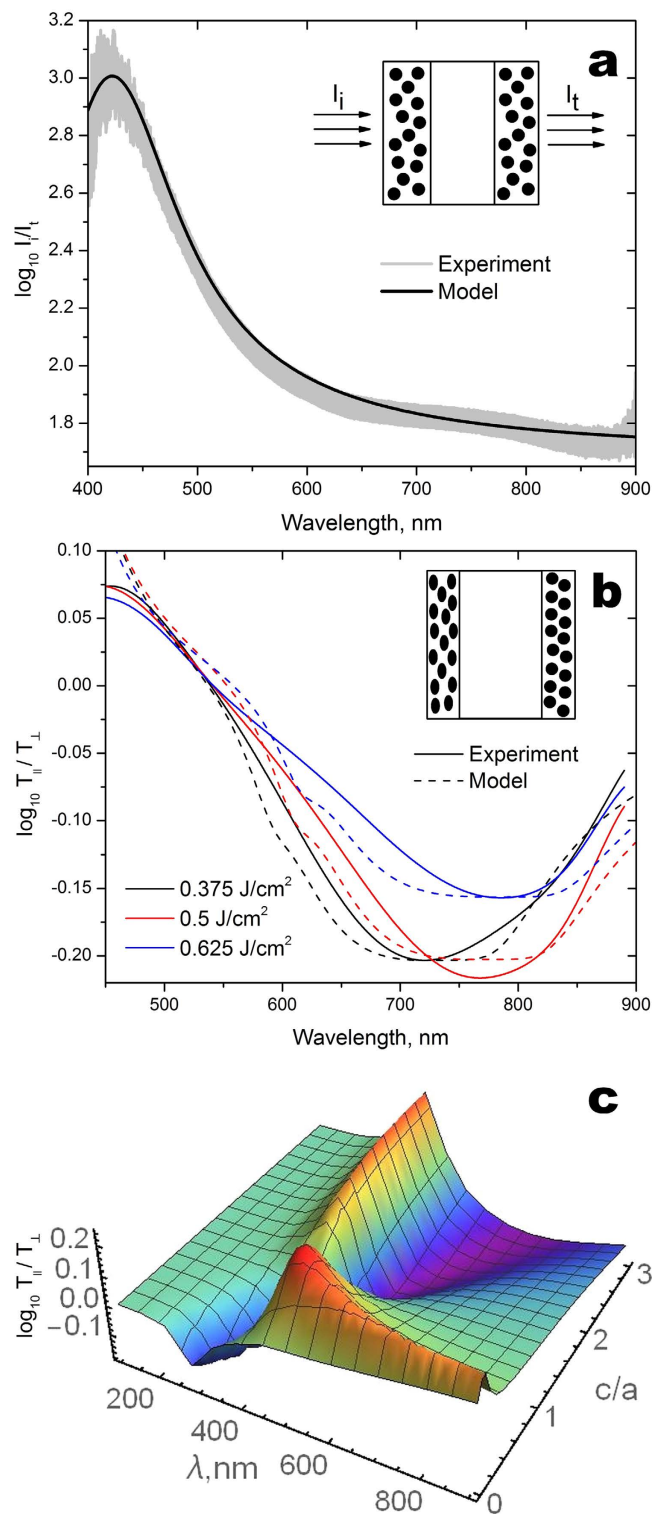 3.2
3.0
2.8
2.6
2.4
2.2
2.0
1.8
log₁₀ Iᵢ/Iₜ
a
Iᵢ
Iₜ
Experiment
Model
400
500
600
700
800
900
Wavelength, nm
0.10
0.05
0.00
-0.05
-0.10
-0.15
-0.20
log₁₀ T∥ / T⊥
b
Experiment
Model
0.375 J/cm²
0.5 J/cm²
0.625 J/cm²
500
600
700
800
900
Wavelength, nm
c
log₁₀ T∥ / T⊥
0.2
0.1
0.0
−0.1
200
400
600
800
λ,nm
0
1
2
3
c/a